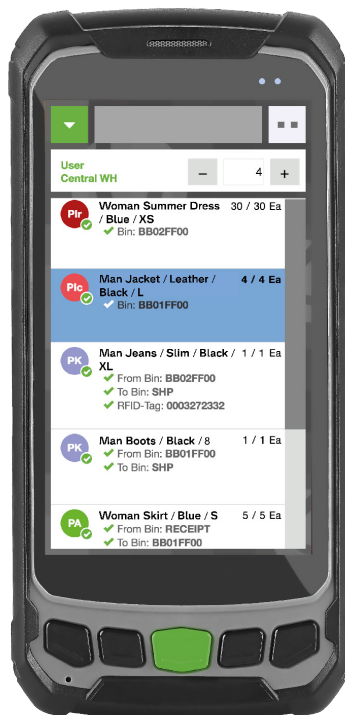 User
Central WH
− 4 +
PIr Woman Summer Dress 30 / 30 Ea
/ Blue / XS
Bin: BB02FF00
PIc Man Jacket / Leather / 4 / 4 Ea
Black / L
Bin: BB01FF00
PK Man Jeans / Slim / Black / 1 / 1 Ea
XL
From Bin: BB02FF00
To Bin: SHP
RFID-Tag: 0003272332
PK Man Boots / Black / 8 1 / 1 Ea
From Bin: BB01FF00
To Bin: SHP
PA Woman Skirt / Blue / S 5 / 5 Ea
From Bin: RECEIPT
To Bin: BB01FF00